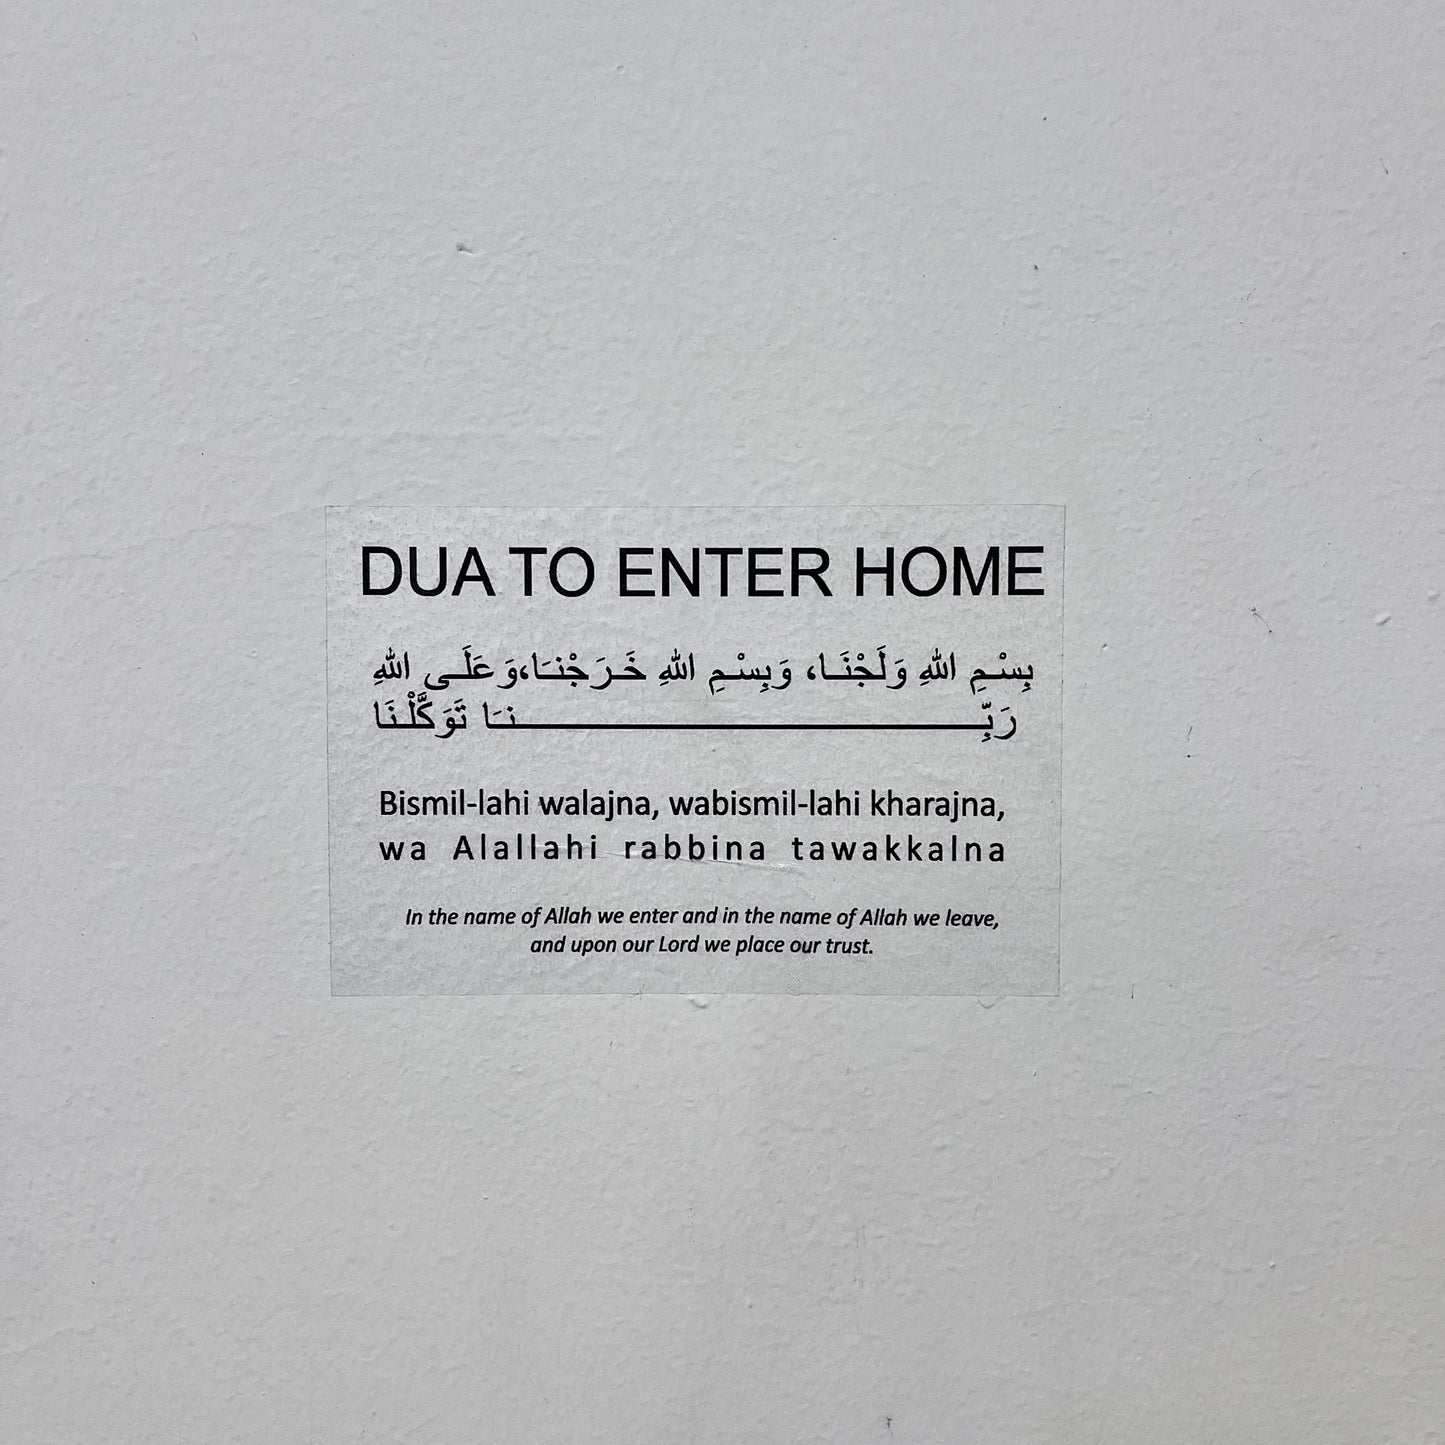 DUA TO ENTER HOME
بِسْمِ اللهِ وَلَجْنَا، وَبِسْمِ اللهِ خَرَجْنَا،وَعَلَى اللهِ
رَبِّنَا تَوَكَّلْنَا
Bismil-lahi walajna, wabismil-lahi kharajna,
wa Alallahi rabbina tawakkalna
In the name of Allah we enter and in the name of Allah we leave,
and upon our Lord we place our trust.